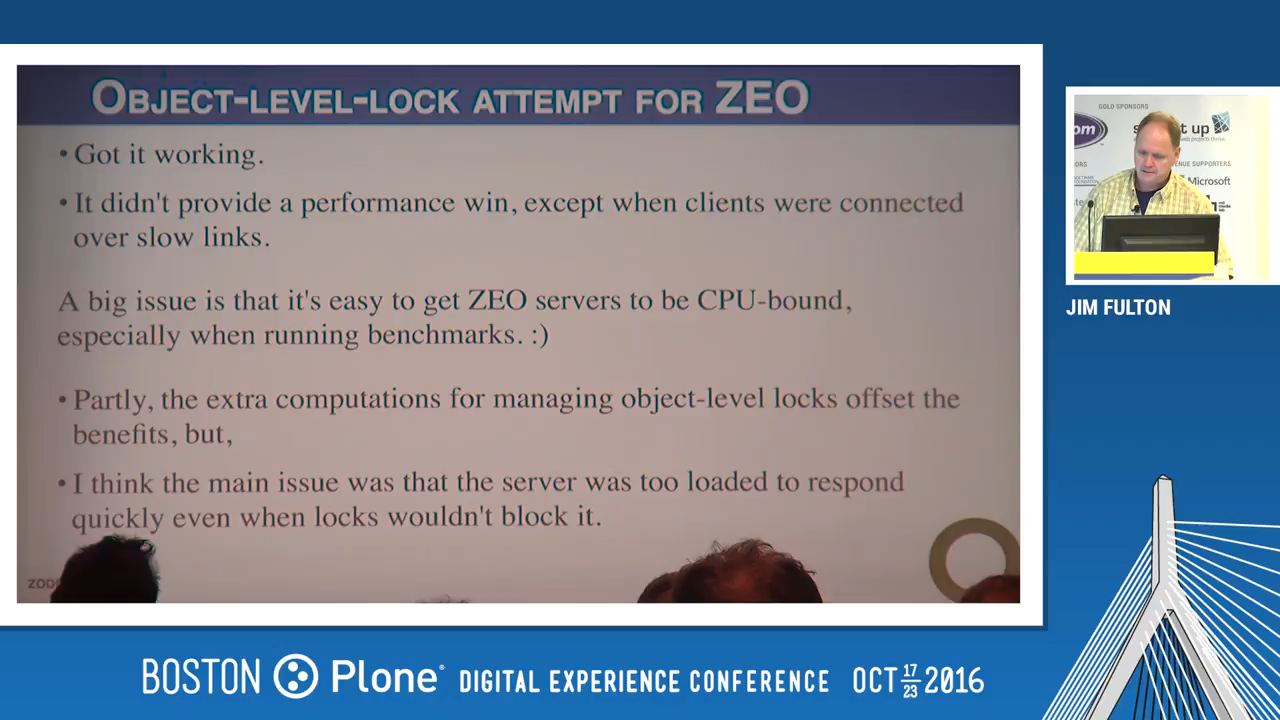 OBJECT-LEVEL-LOCK ATTEMPT FOR ZEO
• Got it working.
• It didn't provide a performance win, except when clients were connected
over slow links.
A big issue is that it's easy to get ZEO servers to be CPU-bound,
especially when running benchmarks. :)
• Partly, the extra computations for managing object-level locks offset the
benefits, but,
• I think the main issue was that the server was too loaded to respond
quickly even when locks wouldn't block it.
GOLD SPONSORS
up
Microsoft
JIM FULTON
BOSTON Plone® DIGITAL EXPERIENCE CONFERENCE OCT 17 23 2016